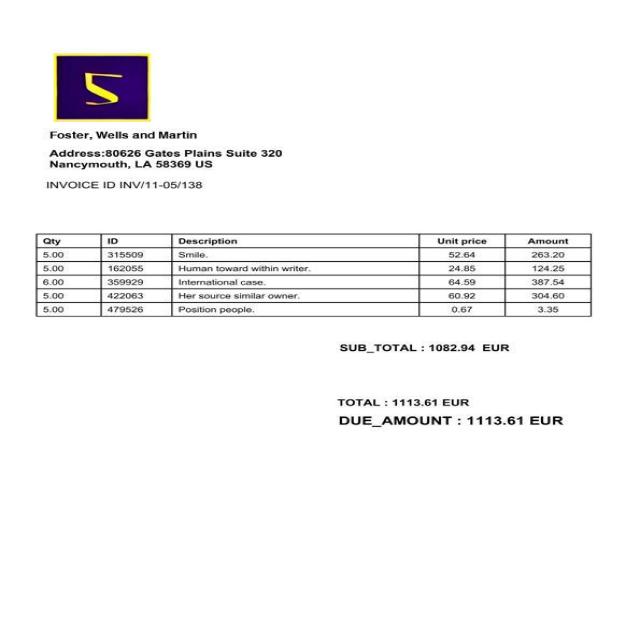 5
Foster, Wells and Martin
Address:80626 Gates Plains Suite 320
Nancymouth, LA 58369 US
INVOICE ID INV/11-05/138
Qty ID Description Unit price Amount
5.00 315509 Smile. 52.64 263.20
5.00 162055 Human toward within writer. 24.85 124.25
6.00 359929 International case. 64.59 387.54
5.00 422063 Her source similar owner. 60.92 304.60
5.00 479526 Position people. 0.67 3.35
SUB_TOTAL : 1082.94 EUR
TOTAL : 1113.61 EUR
DUE_AMOUNT : 1113.61 EUR